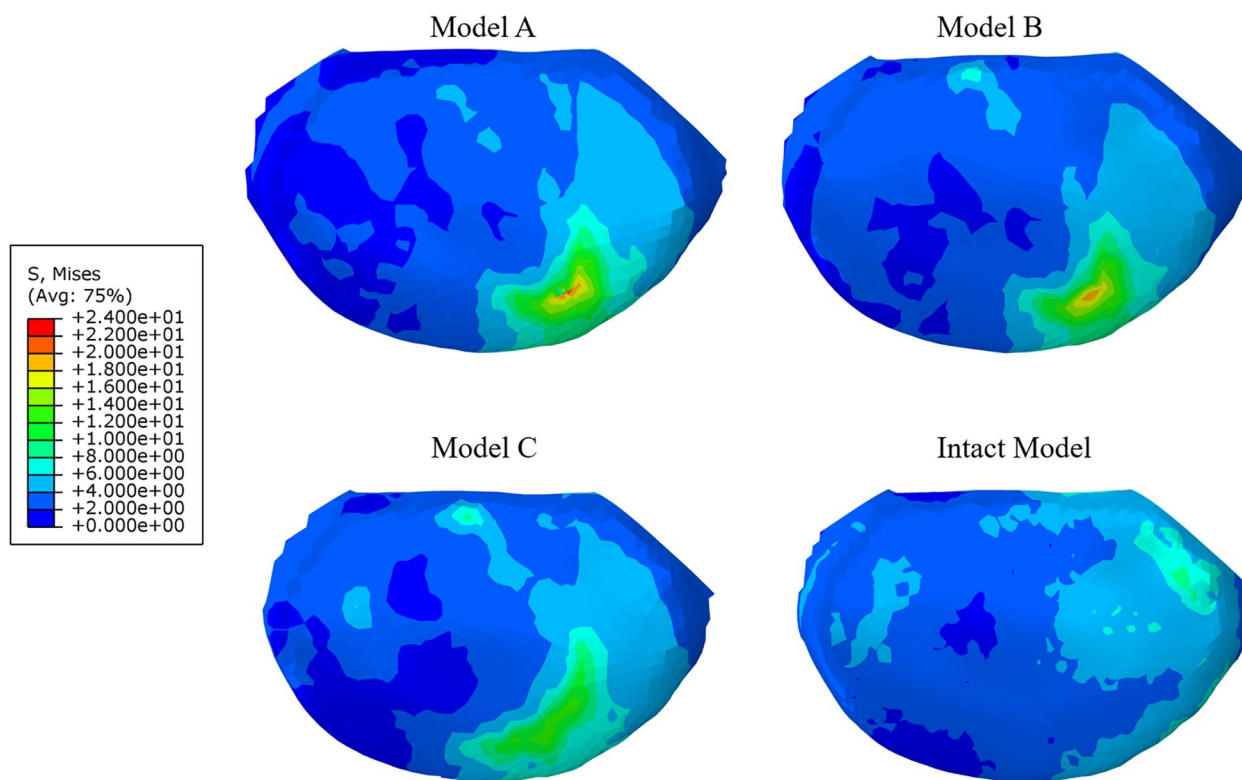 Model A
Model B
S, Mises
(Avg: 75%)
+2.400e+01
+2.200e+01
+2.000e+01
+1.800e+01
+1.600e+01
+1.400e+01
+1.200e+01
+1.000e+01
+8.000e+00
+6.000e+00
+4.000e+00
+2.000e+00
+0.000e+00
Model C
Intact Model